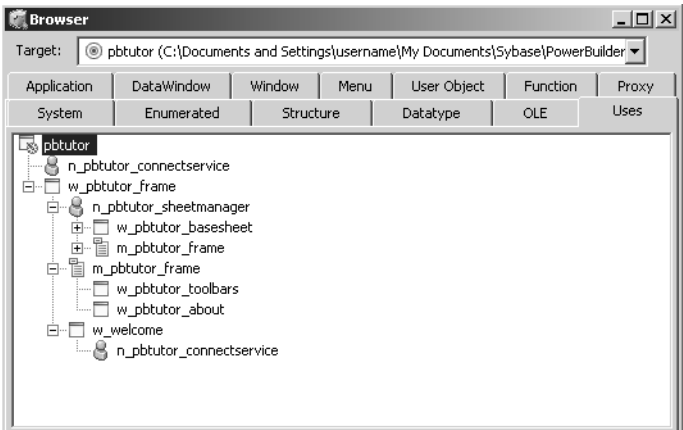 Browser
Target: pbtutor (C:\Documents and Settings\username\My Documents\Sybase\PowerBuilder
Application DataWindow Window Menu User Object Function Proxy
System Enumerated Structure Datatype OLE Uses
pbtutor
n_pbtutor_connectservice
w_pbtutor_frame
n_pbtutor_sheetmanager
w_pbtutor_basesheet
m_pbtutor_frame
m_pbtutor_frame
w_pbtutor_toolbars
w_pbtutor_about
w_welcome
n_pbtutor_connectservice